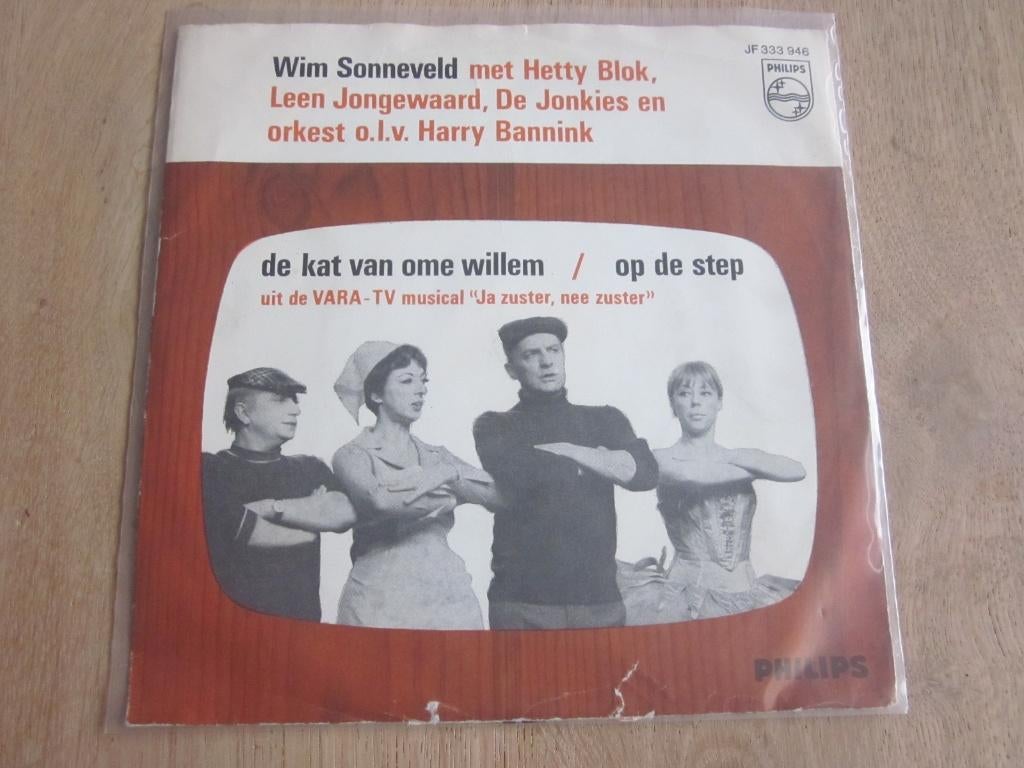 JF 333 946
PHILIPS
Wim Sonneveld met Hetty Blok,
Leen Jongewaard, De Jonkies en
orkest o.l.v. Harry Bannink
de kat van ome willem / op de step
uit de VARA-TV musical "Ja zuster, nee zuster"
PHILIPS